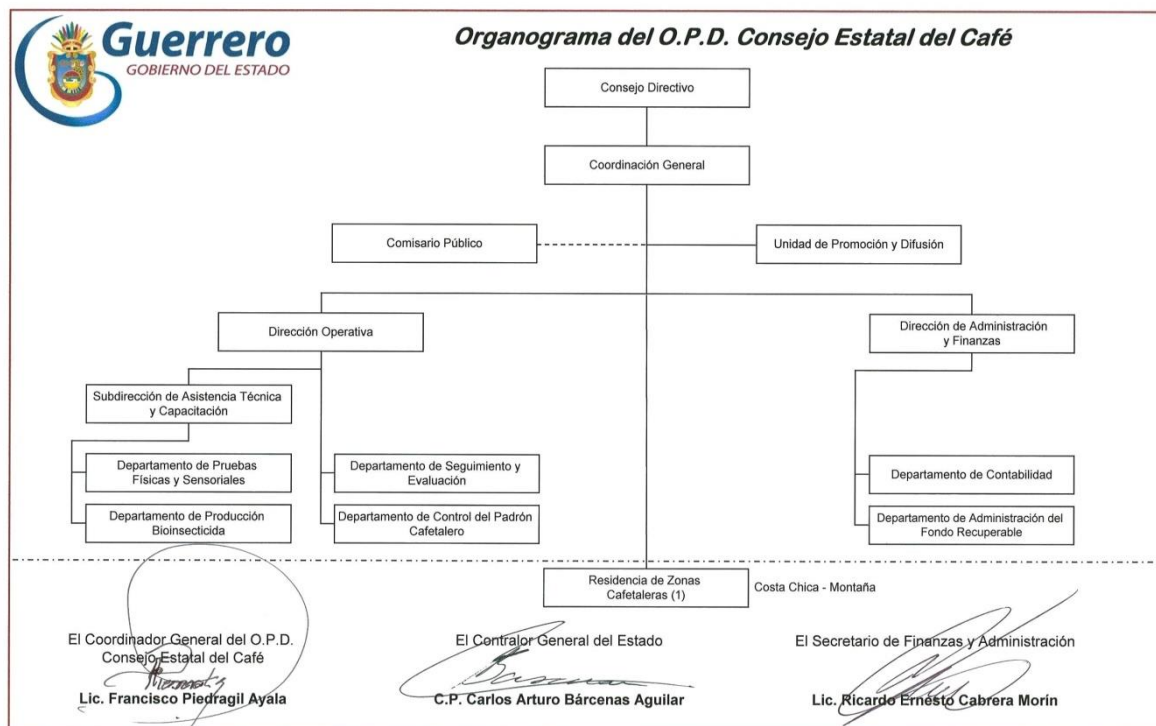 Guerrero
GOBIERNO DEL ESTADO
Organograma del O.P.D. Consejo Estatal del Café
Consejo Directivo
Coordinación General
Comisario Público
Unidad de Promoción y Difusión
Dirección Operativa
Dirección de Administración
y Finanzas
Subdirección de Asistencia Técnica
y Capacitación
Departamento de Pruebas
Físicas y Sensoriales
Departamento de Seguimiento y
Evaluación
Departamento de Contabilidad
Departamento de Producción
Bioinsecticida
Departamento de Control del Padrón
Cafetalero
Departamento de Administración del
Fondo Recuperable
Residencia de Zonas
Cafetaleras (1)
Costa Chica - Montaña
El Coordinador General del O.P.D.
Consejo Estatal del Café
Lic. Francisco Piedragil Ayala
El Contralor General del Estado
C.P. Carlos Arturo Bárcenas Aguilar
El Secretario de Finanzas y Administración
Lic. Ricardo Ernesto Cabrera Morín